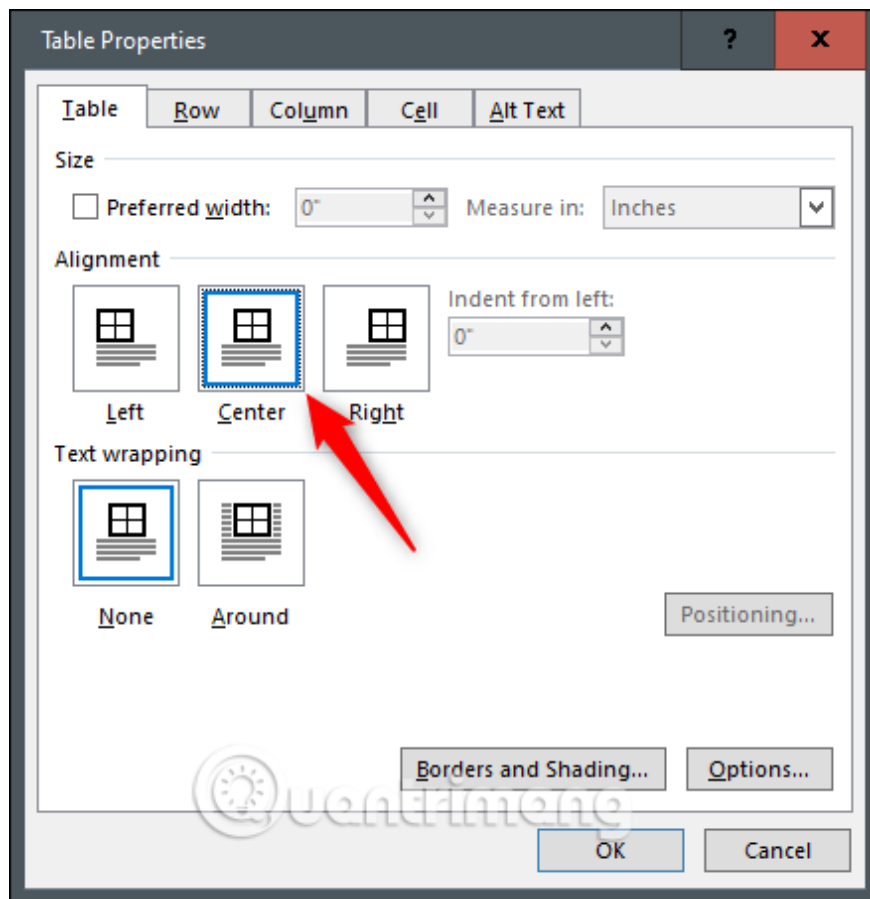 Table Properties ? x
Table Row Column Cell Alt Text
Size
Preferred width: 0" Measure in: Inches
Alignment
Indent from left:
0"
Left Center Right
Text wrapping
None Around
Positioning...
Borders and Shading... Options...
Quantrimang
OK Cancel